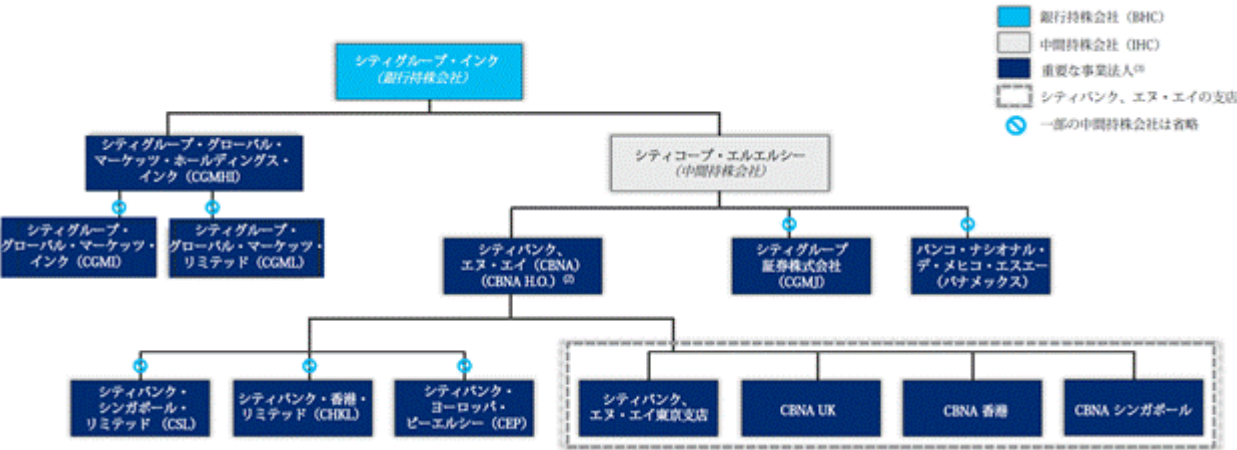 銀行持株会社（BHC）
中間持株会社（IHC）
重要な事業法人(3)
シティバンク、エヌ・エイの支店
一部の中間持株会社は省略
シティグループ・インク
(銀行持株会社)
シティグループ・グローバル・
マーケッツ・ホールディングス・
インク（CGMHI）
シティコープ・エルエルシー
(中間持株会社)
シティグループ・
グローバル・マーケッツ・
インク（CGMI）
シティグループ・
グローバル・マーケッツ・
リミテッド（CGML）
シティバンク、
エヌ・エイ（CBNA）
（CBNA H.O.）(2)
シティグループ
証券株式会社
（CGMJ）
バンコ・ナシオナル・
デ・メヒコ・エスエー
（バナメックス）
シティバンク・
シンガポール・
リミテッド（CSL）
シティバンク・香港・
リミテッド（CHKL）
シティバンク・
ヨーロッパ・
ピーエルシー（CEP）
シティバンク、
エヌ・エイ東京支店
CBNA UK
CBNA 香港
CBNA シンガポール